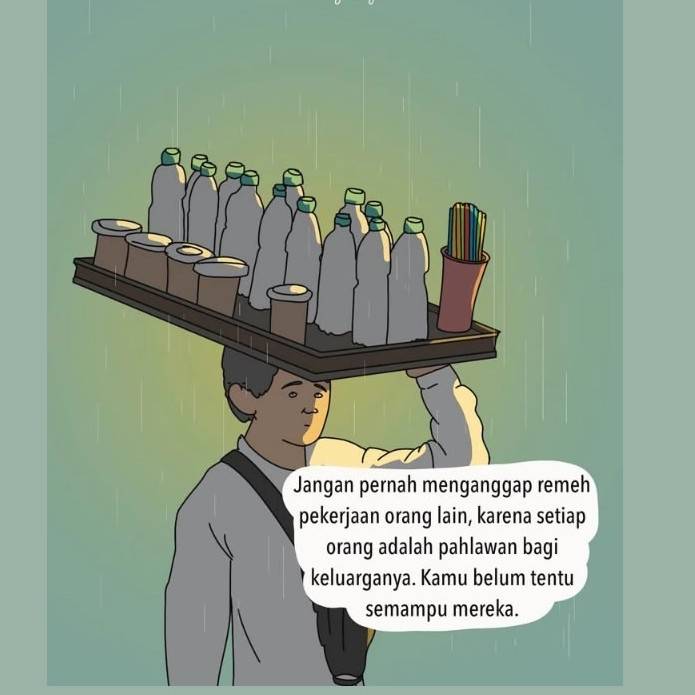 Jangan pernah menganggap remeh
pekerjaan orang lain, karena setiap
orang adalah pahlawan bagi
keluarganya. Kamu belum tentu
semampu mereka.